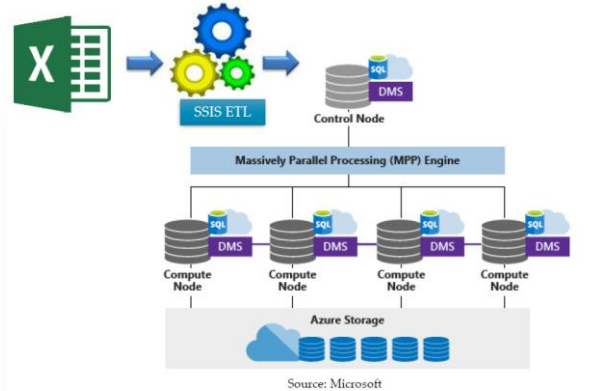 X
SSIS ETL
SQL
DMS
Control Node
Massively Parallel Processing (MPP) Engine
SQL SQL SQL SQL
DMS DMS DMS DMS
Compute Compute Compute Compute
Node Node Node Node
Azure Storage
Source: Microsoft